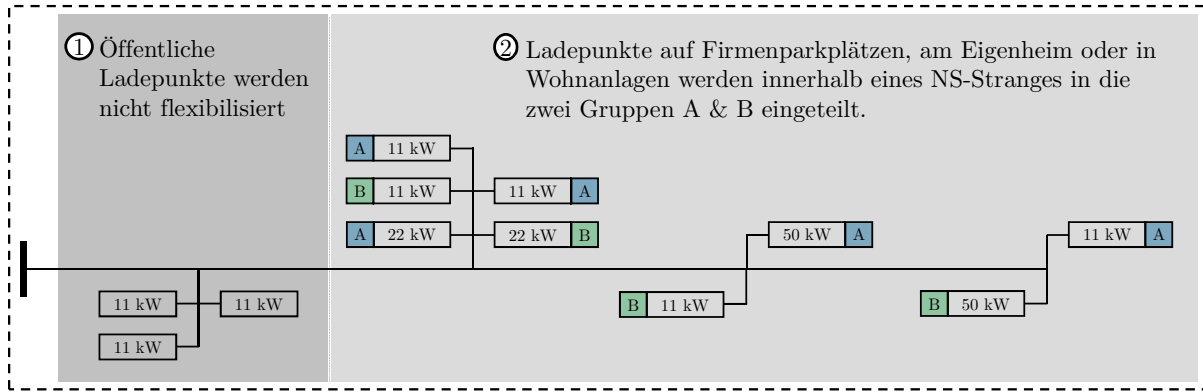 1 Öffentliche
Ladepunkte werden
nicht flexibilisiert
2 Ladepunkte auf Firmenparkplätzen, am Eigenheim oder in
Wohnanlagen werden innerhalb eines NS-Stranges in die
zwei Gruppen A & B eingeteilt.
A 11 kW
B 11 kW 11 kW A
A 22 kW 22 kW B 50 kW A 11 kW A
11 kW 11 kW B 11 kW B 50 kW
11 kW